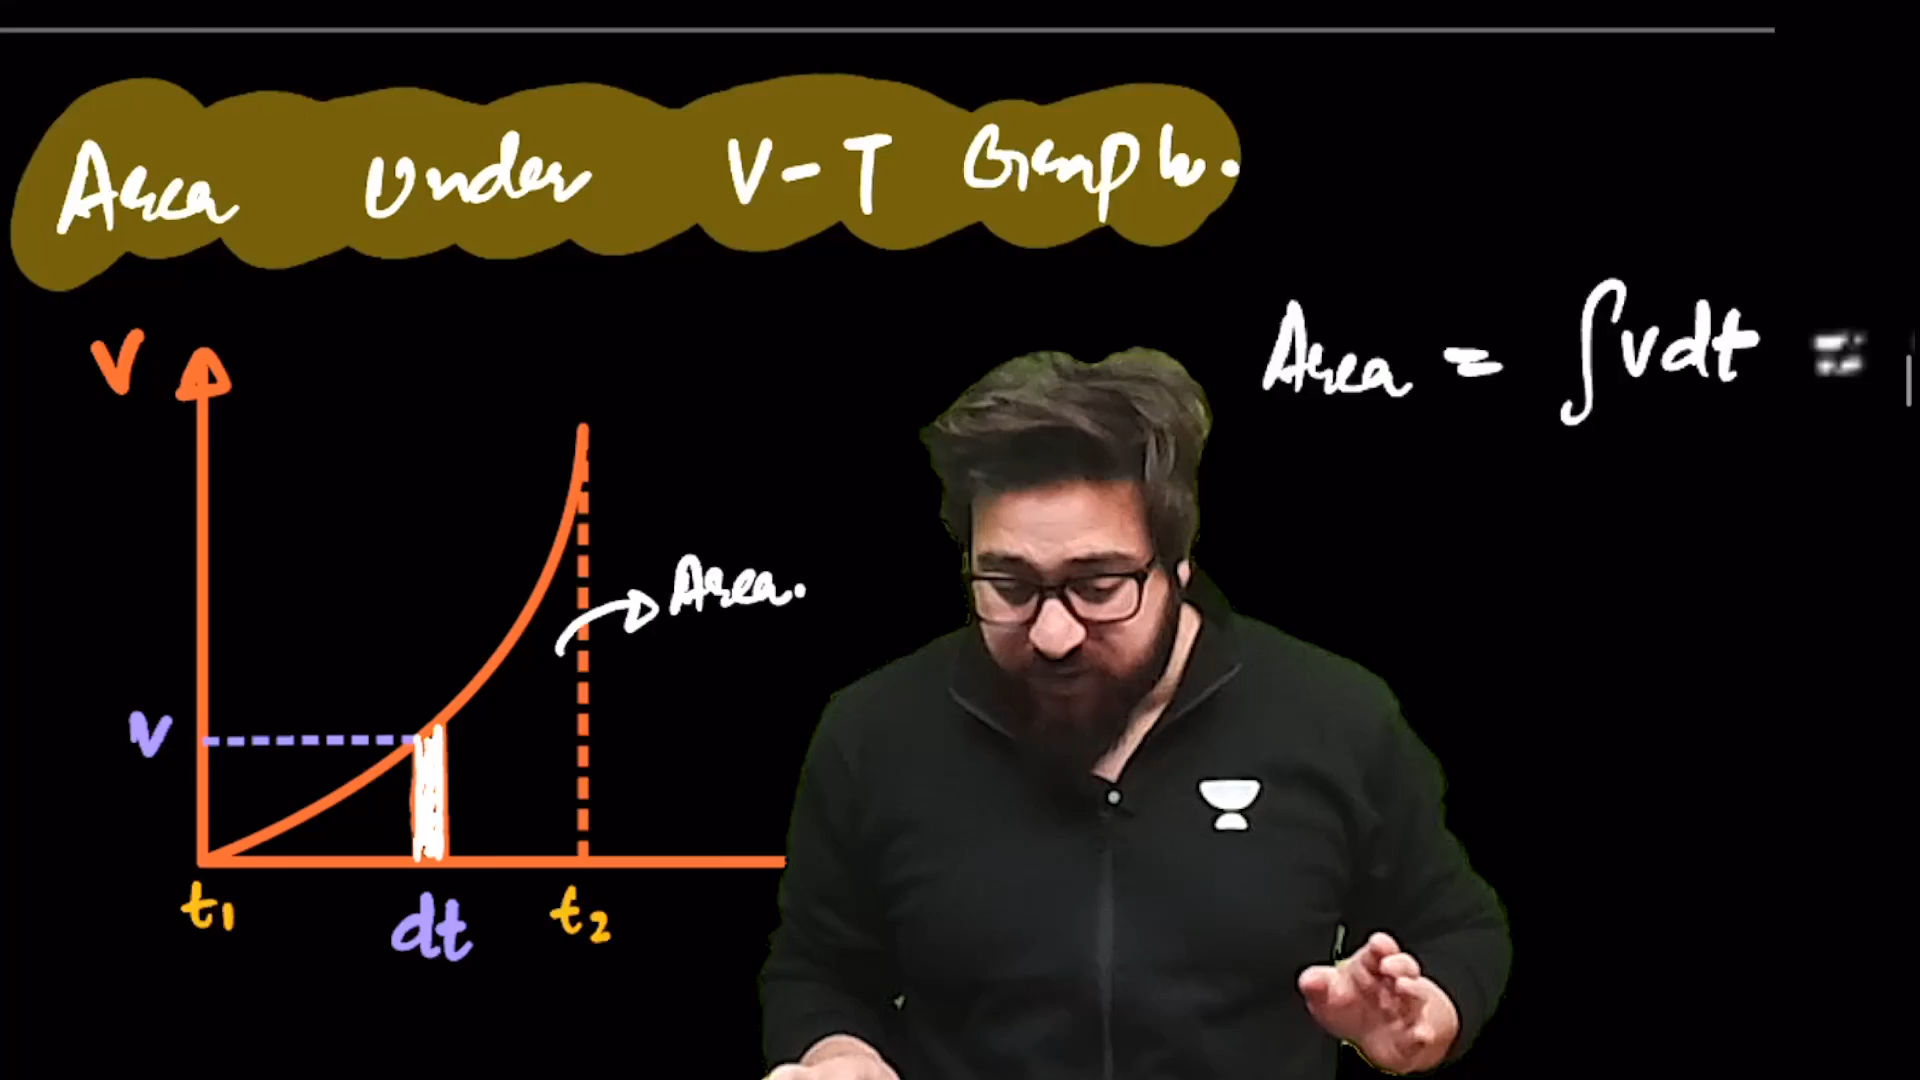 Area Under V-T Graph.
V
Area = ∫vdt =
Area.
v
t₁ dt t₂